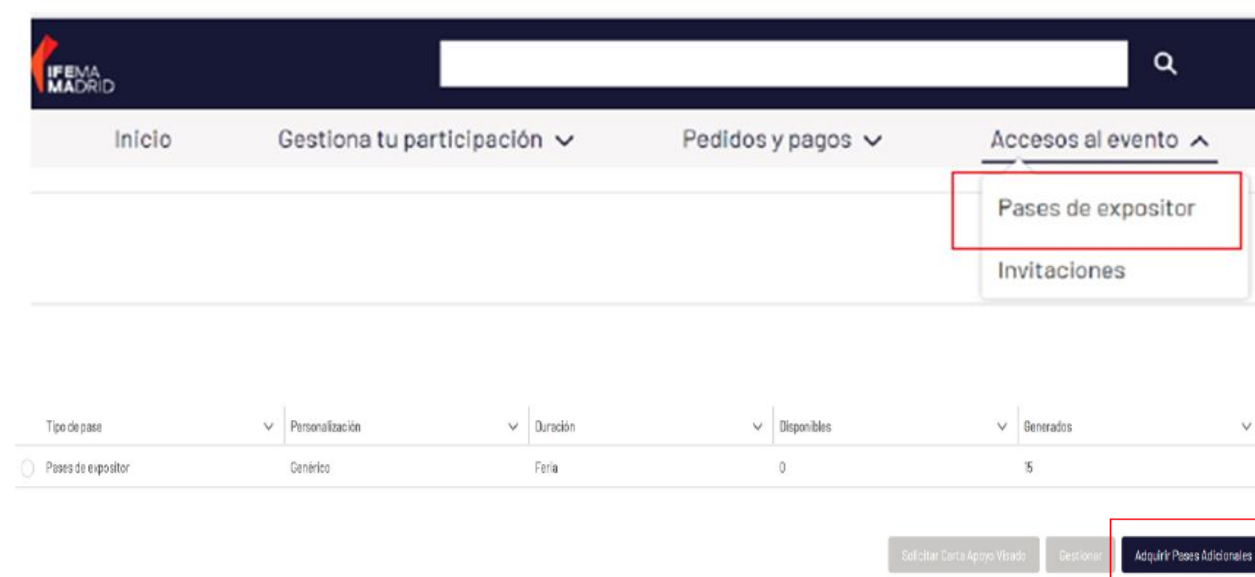 IFEMA
MADRID
Inicio Gestiona tu participación Pedidos y pagos Accesos al evento
Pases de expositor
Invitaciones
Tipo de pase Personalización Duración Disponibles Generados
Pases de expositor Genérico Feria 0 15
Solicitar Carta Apoyo Visado Gestionar Adquirir Pases Adicionales